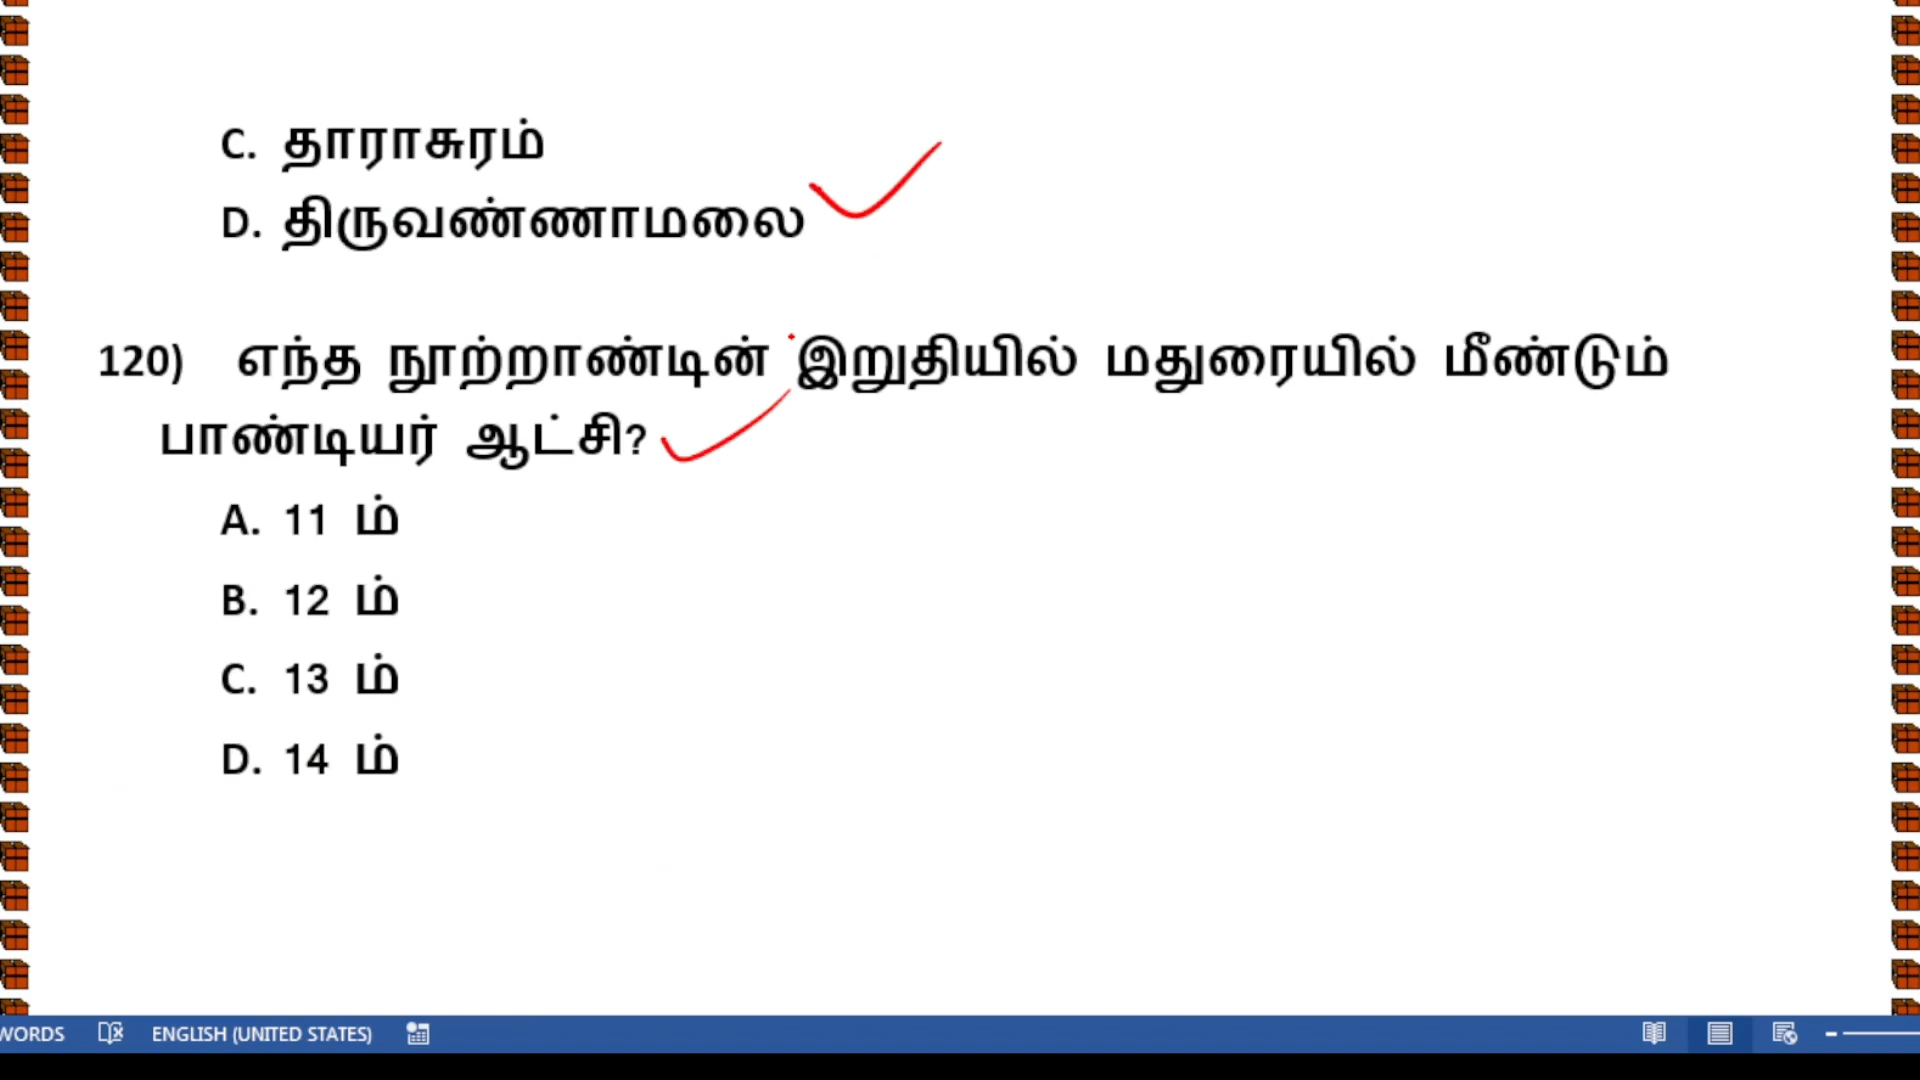 C. தாராசுரம்
D. திருவண்ணாமலை
120) எந்த நூற்றாண்டின் இறுதியில் மதுரையில் மீண்டும்
பாண்டியர் ஆட்சி?
A. 11 ம்
B. 12 ம்
C. 13 ம்
D. 14 ம்
WORDS ENGLISH (UNITED STATES)